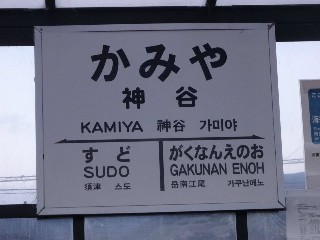 かみや
神谷
KAMIYA 神谷 가미야
すど がくなんえのお
SUDO GAKUNAN ENOH
須津 스도 岳南江尾 가쿠난에노